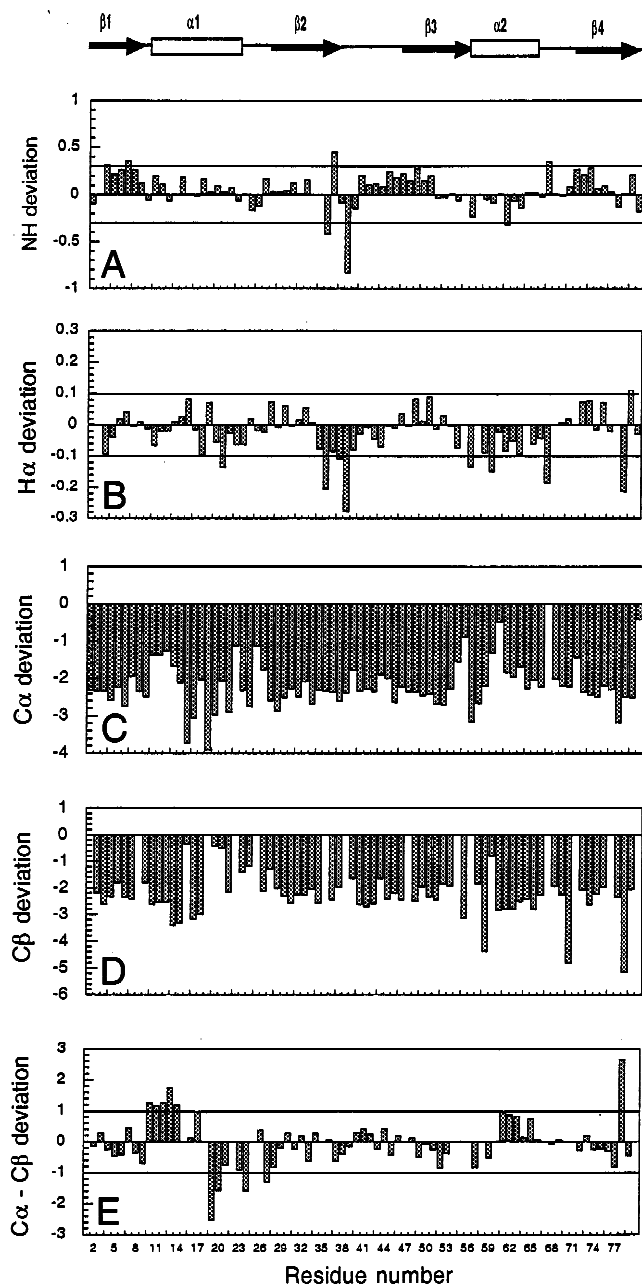 β1 α1 β2 β3 α2 β4
1
0.5
0
-0.5
-1
NH deviation
A
0.3
0.2
0.1
0
-0.1
-0.2
0.3
Hα deviation
B
1
0
-1
-2
-3
-4
Cα deviation
C
1
0
-1
-2
-3
-4
-5
-6
Cβ deviation
D
3
2
1
0
-1
-2
-3
Cα - Cβ deviation
E
2 5 8 11 14 17 20 23 26 29 32 35 38 41 44 47 50 53 56 59 62 65 68 71 74 77
Residue number